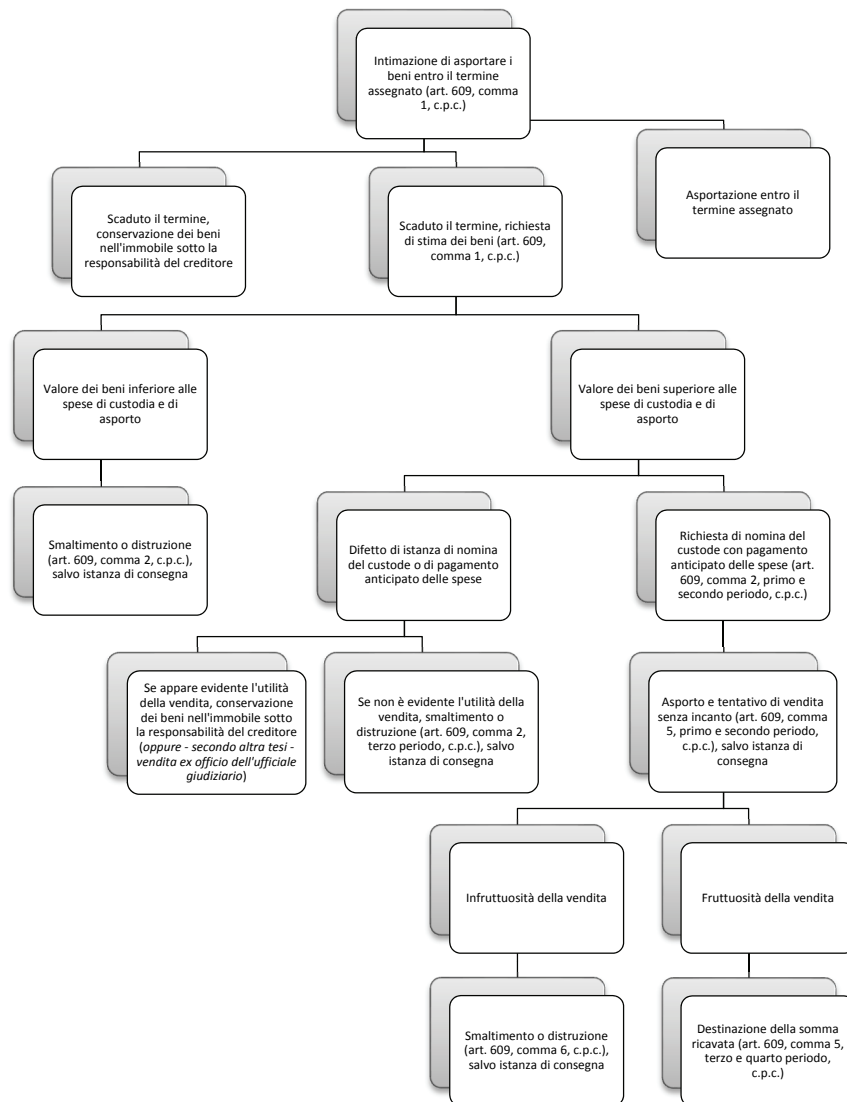 Intimazione di asportare i
beni entro il termine
assegnato (art. 609, comma
1, c.p.c.)
Asportazione entro il
termine assegnato
Scaduto il termine,
conservazione dei beni
nell'immobile sotto la
responsabilità del creditore
Scaduto il termine, richiesta
di stima dei beni (art. 609,
comma 1, c.p.c.)
Valore dei beni inferiore alle
spese di custodia e di
asporto
Valore dei beni superiore alle
spese di custodia e di
asporto
Smaltimento o distruzione
(art. 609, comma 2, c.p.c.),
salvo istanza di consegna
Difetto di istanza di nomina
del custode o di pagamento
anticipato delle spese
Richiesta di nomina del
custode con pagamento
anticipato delle spese (art.
609, comma 2, primo e
secondo periodo, c.p.c.)
Se appare evidente l'utilità
della vendita, conservazione
dei beni nell'immobile sotto
la responsabilità del creditore
(oppure - secondo altra tesi -
vendita ex officio dell'ufficiale
giudiziario)
Se non è evidente l'utilità della
vendita, smaltimento o
distruzione (art. 609, comma 2,
terzo periodo, c.p.c.), salvo
istanza di consegna
Asporto e tentativo di vendita
senza incanto (art. 609, comma
5, primo e secondo periodo,
c.p.c.), salvo istanza di
consegna
Infruttuosità della vendita
Fruttuosità della vendita
Smaltimento o distruzione
(art. 609, comma 6, c.p.c.),
salvo istanza di consegna
Destinazione della somma
ricavata (art. 609, comma 5,
terzo e quarto periodo,
c.p.c.)